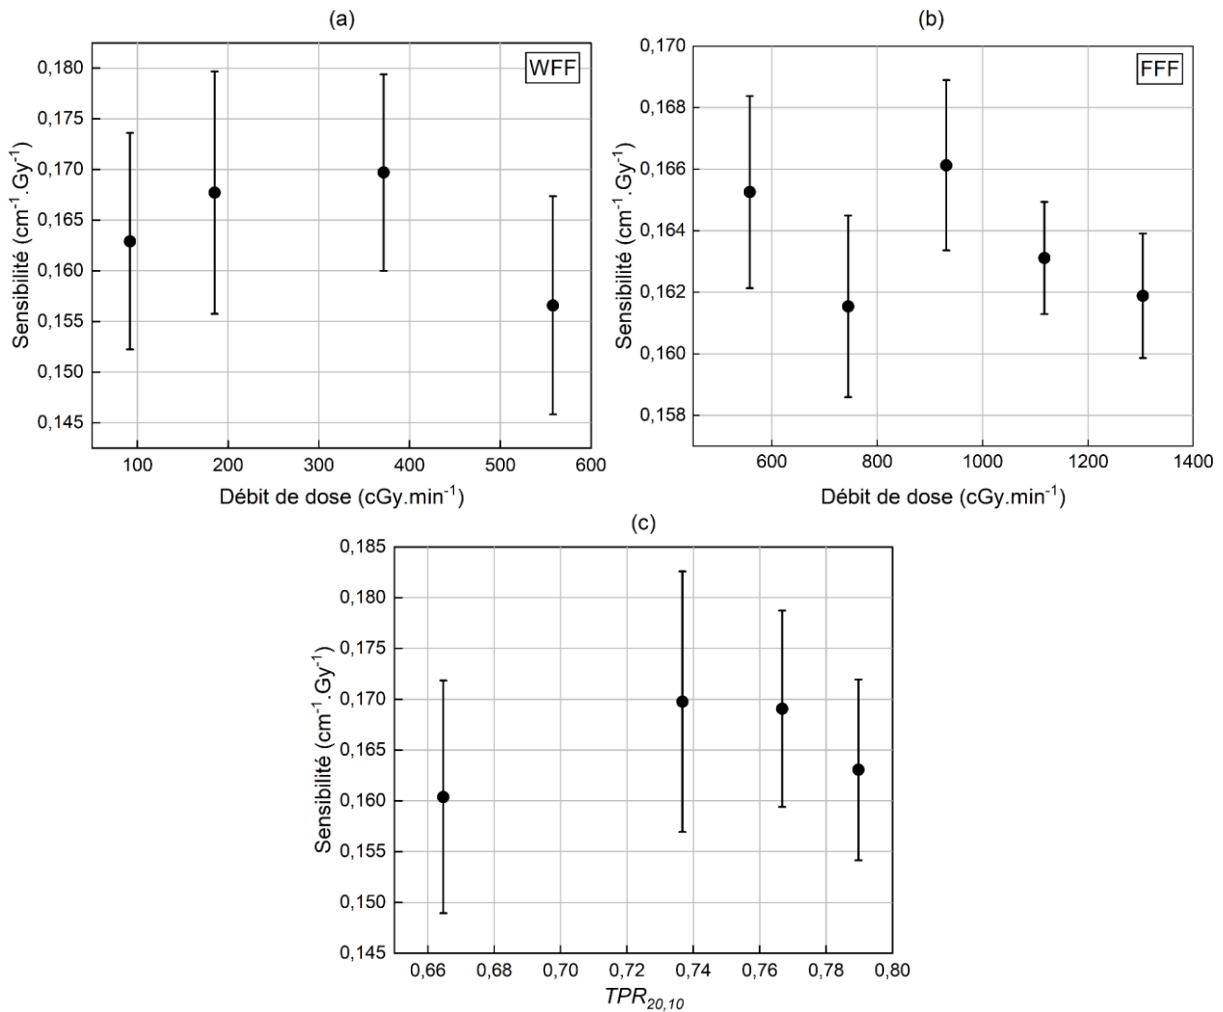 (a)
WFF
0,180
0,175
0,170
0,165
0,160
0,155
0,150
0,145
Sensibilité (cm⁻¹.Gy⁻¹)
100 200 300 400 500 600
Débit de dose (cGy.min⁻¹)
(b)
FFF
0,170
0,168
0,166
0,164
0,162
0,160
0,158
Sensibilité (cm⁻¹.Gy⁻¹)
600 800 1000 1200 1400
Débit de dose (cGy.min⁻¹)
(c)
0,185
0,180
0,175
0,170
0,165
0,160
0,155
0,150
0,145
Sensibilité (cm⁻¹.Gy⁻¹)
0,66 0,68 0,70 0,72 0,74 0,76 0,78 0,80
TPR20,10